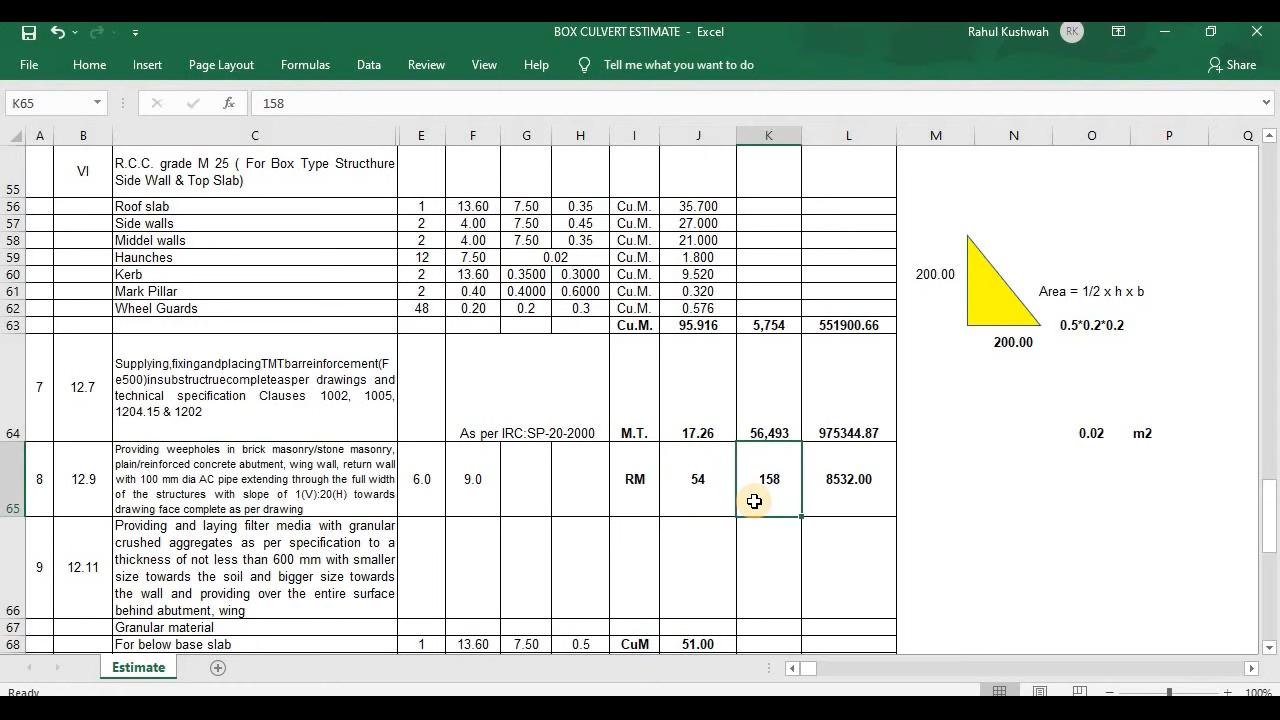 BOX CULVERT ESTIMATE - Excel
Rahul Kushwah RK
File Home Insert Page Layout Formulas Data Review View Help Tell me what you want to do Share
K65 fx 158
A B C E F G H I J K L M N O P Q
55 VI R.C.C. grade M 25 ( For Box Type Structhure
Side Wall & Top Slab)
56 Roof slab 1 13.60 7.50 0.35 Cu.M. 35.700
57 Side walls 2 4.00 7.50 0.45 Cu.M. 27.000
58 Middel walls 2 4.00 7.50 0.35 Cu.M. 21.000
59 Haunches 12 7.50 0.02 Cu.M. 1.800
60 Kerb 2 13.60 0.3500 0.3000 Cu.M. 9.520
61 Mark Pillar 2 0.40 0.4000 0.6000 Cu.M. 0.320
62 Wheel Guards 48 0.20 0.2 0.3 Cu.M. 0.576
63 Cu.M. 95.916 5,754 551900.66
200.00
Area = 1/2 x h x b
0.5*0.2*0.2
200.00
Supplying,fixingandplacingTMTbarreinforcement(F
e500)insubstructruecompleteasper drawings and
7 12.7 technical specification Clauses 1002, 1005,
1204.15 & 1202
64 As per IRC:SP-20-2000 M.T. 17.26 56,493 975344.87 0.02 m2
Providing weepholes in brick masonry/stone masonry,
plain/reinforced concrete abutment, wing wall, return wall
8 12.9 with 100 mm dia AC pipe extending through the full width 6.0 9.0 RM 54 158 8532.00
of the structures with slope of 1(V):20(H) towards
65 drawing face complete as per drawing
Providing and laying filter media with granular
crushed aggregates as per specification to a
thickness of not less than 600 mm with smaller
9 12.11 size towards the soil and bigger size towards
the wall and providing over the entire surface
66 behind abutment, wing
67 Granular material
68 For below base slab 1 13.60 7.50 0.5 CuM 51.00
Estimate
Ready 100%